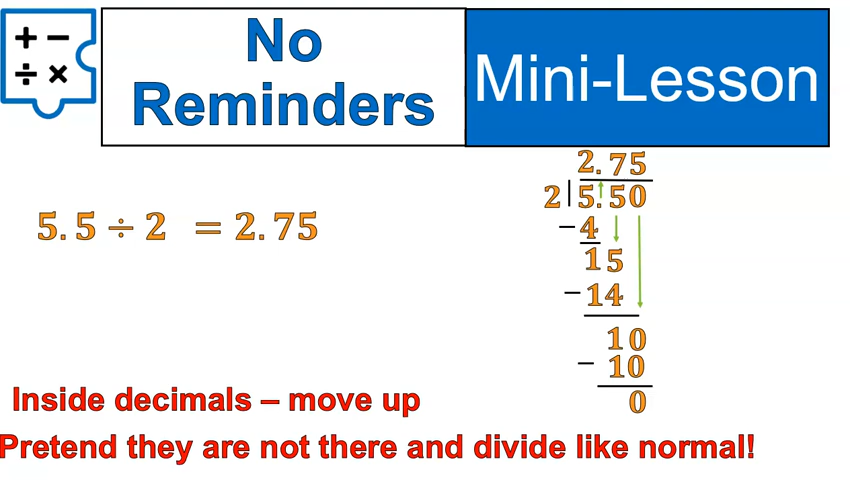 + −
÷ ×
No
Reminders
Mini-Lesson
5.5 ÷ 2 = 2.75
2.75
2|5.50
−4
15
−14
10
−10
0
Inside decimals – move up
Pretend they are not there and divide like normal!